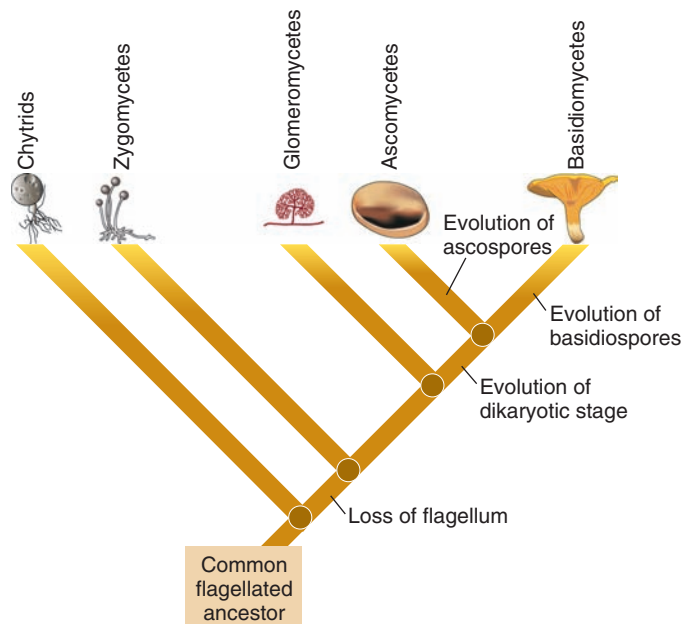 Chytrids
Zygomycetes
Glomeromycetes
Ascomycetes
Basidiomycetes
Evolution of
ascospores
Evolution of
basidiospores
Evolution of
dikaryotic stage
Loss of flagellum
Common
flagellated
ancestor